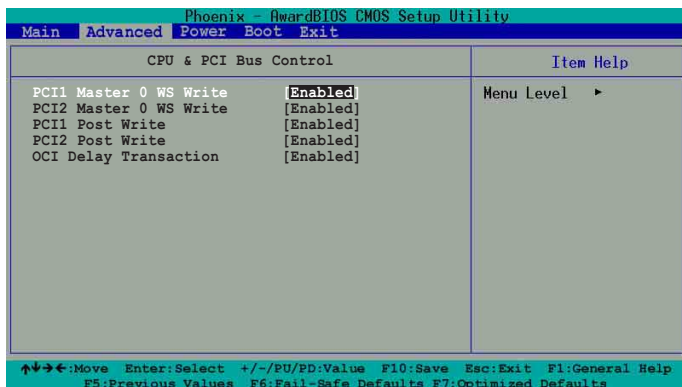 Phoenix - AwardBIOS CMOS Setup Utility
Main Advanced Power Boot Exit
CPU & PCI Bus Control
Item Help
PCI1 Master 0 WS Write [Enabled]
Menu Level ►
PCI2 Master 0 WS Write [Enabled]
PCI1 Post Write [Enabled]
PCI2 Post Write [Enabled]
OCI Delay Transaction [Enabled]
↑↓→←:Move Enter:Select +/-/PU/PD:Value F10:Save Esc:Exit F1:General Help
F5:Previous Values F6:Fail-Safe Defaults F7:Optimized Defaults